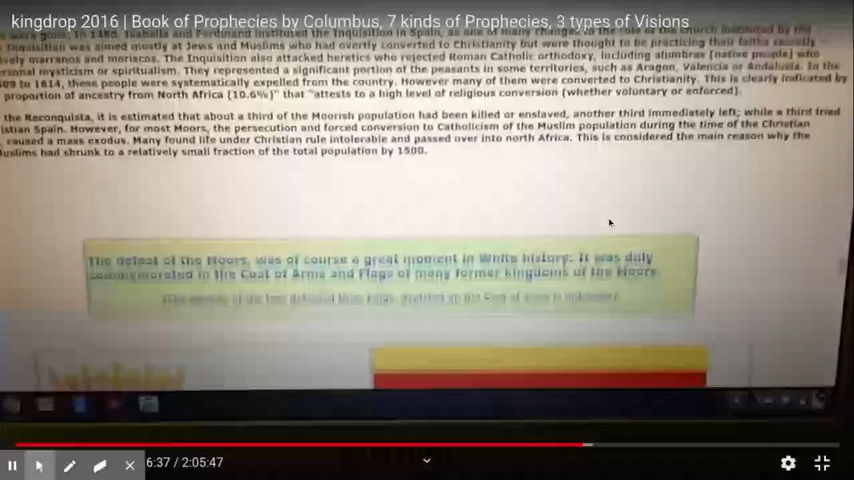 kingdrop 2016 | Book of Prophecies by Columbus, 7 kinds of Prophecies, 3 types of Visions
were gone; In 1480, Isabella and Ferdinand instituted the Inquisition in Spain, as one of many changes to the role of the church instituted by the
Inquisition was aimed mostly at Jews and Muslims who had overtly converted to Christianity but were thought to be practicing their faiths secretly
sively marranos and moriscos. The Inquisition also attacked heretics who rejected Roman Catholic orthodoxy, including alumbras (native people) who
ersonal mysticism or spiritualism. They represented a significant portion of the peasants in some territories, such as Aragon, Valencia or Andalusia. In the
609 to 1614, these people were systematically expelled from the country. However many of them were converted to Christianity. This is clearly indicated by
proportion of ancestry from North Africa (10.6%)" that "attests to a high level of religious conversion (whether voluntary or enforced).
the Reconquista, it is estimated that about a third of the Moorish population had been killed or enslaved, another third immediately left; while a third tried
istian Spain. However, for most Moors, the persecution and forced conversion to Catholicism of the Muslim population during the time of the Christian
caused a mass exodus. Many found life under Christian rule intolerable and passed over into north Africa. This is considered the main reason why the
uslims had shrunk to a relatively small fraction of the total population by 1500.
The defeat of the Moors, was of course a great moment in White history: It was duly
commemorated in the Coat of Arms and Flags of many former kingdoms of the Moors.
6:37 / 2:05:47